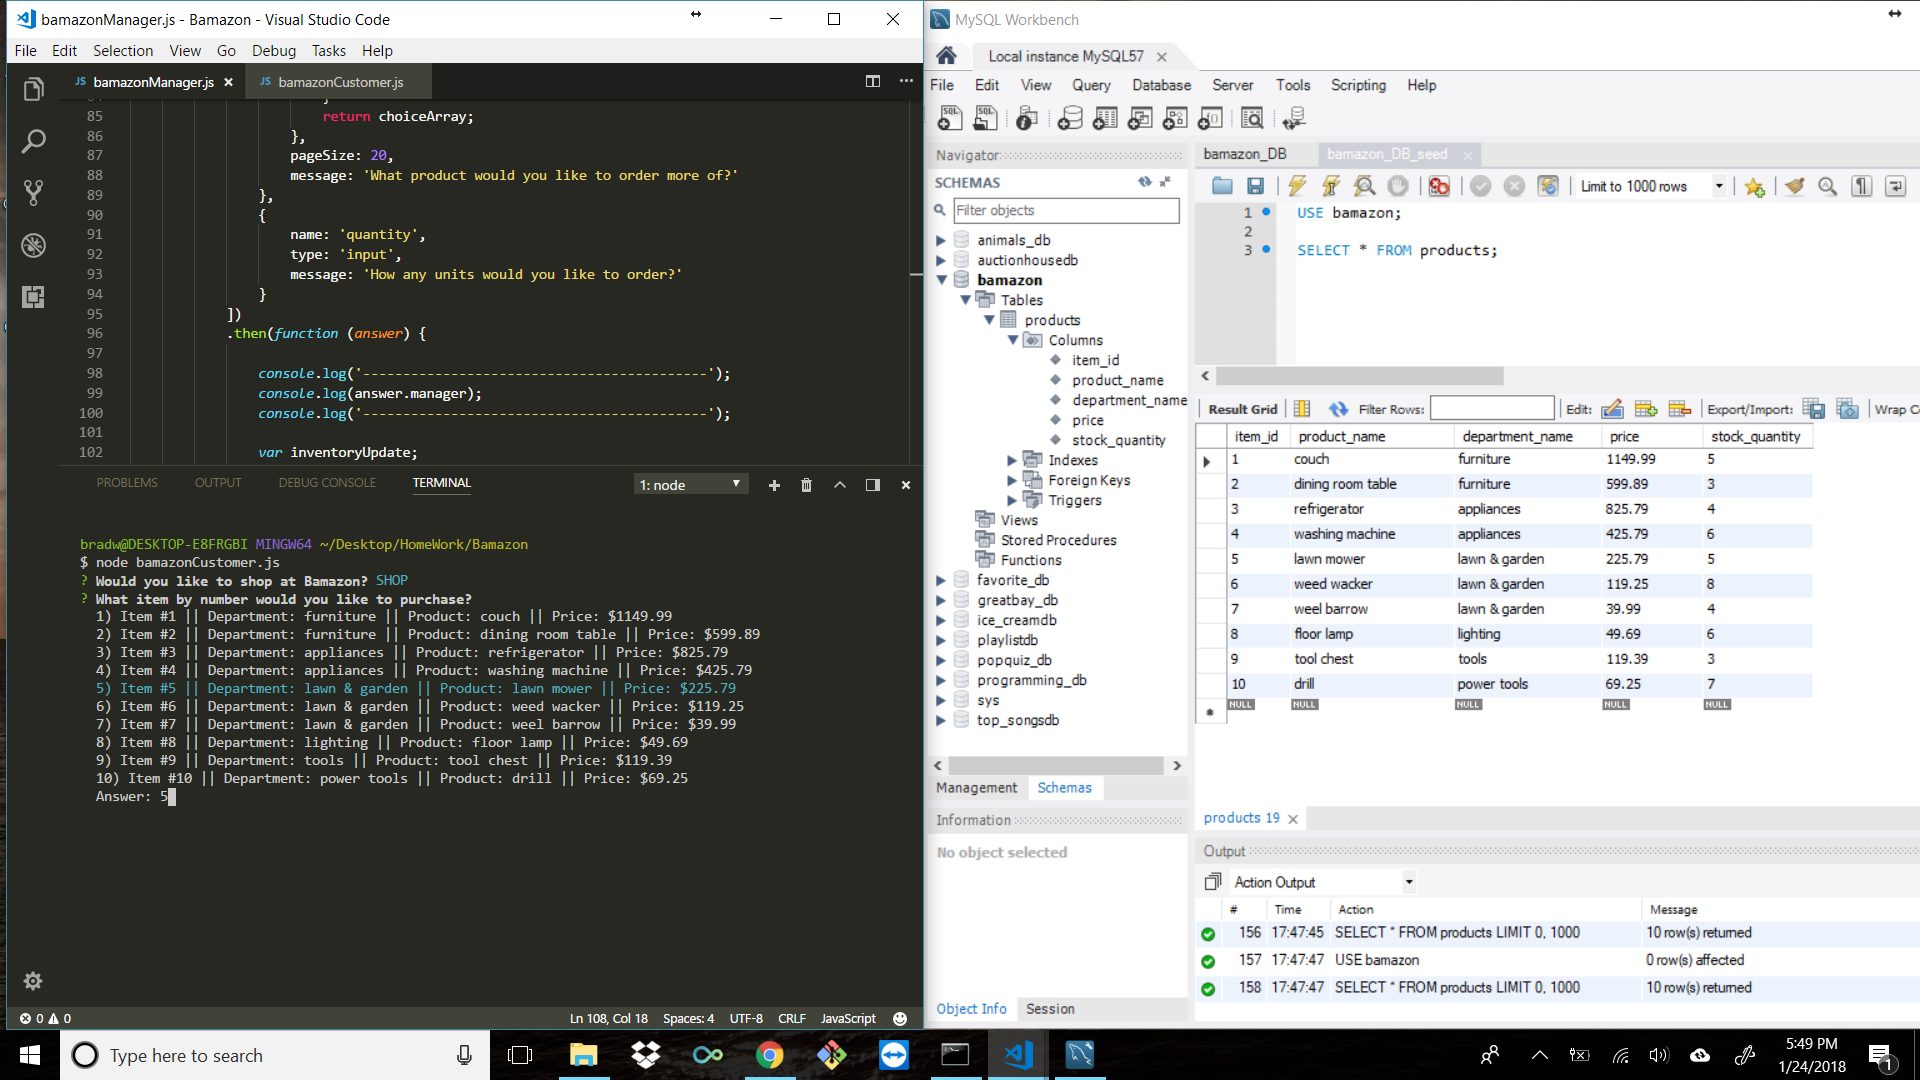 bamazonManager.js - Bamazon - Visual Studio Code
File Edit Selection View Go Debug Tasks Help
JS bamazonManager.js × JS bamazonCustomer.js
84 }
85 return choiceArray;
86 },
87 pageSize: 20,
88 message: 'What product would you like to order more of?'
89 },
90 {
91 name: 'quantity',
92 type: 'input',
93 message: 'How any units would you like to order?'
94 }
95 ])
96 .then(function (answer) {
97
98 console.log('-------------------------------------------');
99 console.log(answer.manager);
100 console.log('-------------------------------------------');
101
102 var inventoryUpdate;
PROBLEMS OUTPUT DEBUG CONSOLE TERMINAL 1: node
bradw@DESKTOP-E8FRGBI MINGW64 ~/Desktop/HomeWork/Bamazon
$ node bamazonCustomer.js
? Would you like to shop at Bamazon? SHOP
? What item by number would you like to purchase?
1) Item #1 || Department: furniture || Product: couch || Price: $1149.99
2) Item #2 || Department: furniture || Product: dining room table || Price: $599.89
3) Item #3 || Department: appliances || Product: refrigerator || Price: $825.79
4) Item #4 || Department: appliances || Product: washing machine || Price: $425.79
5) Item #5 || Department: lawn & garden || Product: lawn mower || Price: $225.79
6) Item #6 || Department: lawn & garden || Product: weed wacker || Price: $119.25
7) Item #7 || Department: lawn & garden || Product: weel barrow || Price: $39.99
8) Item #8 || Department: lighting || Product: floor lamp || Price: $49.69
9) Item #9 || Department: tools || Product: tool chest || Price: $119.39
10) Item #10 || Department: power tools || Product: drill || Price: $69.25
Answer: 5
0 0 Ln 108, Col 18 Spaces: 4 UTF-8 CRLF JavaScript
MySQL Workbench
Local instance MySQL57
File Edit View Query Database Server Tools Scripting Help
Navigator
SCHEMAS
Filter objects
animals_db
auctionhousedb
bamazon
Tables
products
Columns
item_id
product_name
department_name
price
stock_quantity
Indexes
Foreign Keys
Triggers
Views
Stored Procedures
Functions
favorite_db
greatbay_db
ice_creamdb
playlistdb
popquiz_db
programming_db
sys
top_songsdb
Management Schemas
Information
No object selected
Object Info Session
bamazon_DB bamazon_DB_seed
Limit to 1000 rows
1 USE bamazon;
2
3 SELECT * FROM products;
Result Grid Filter Rows: Edit: Export/Import: Wrap C
item_id product_name department_name price stock_quantity
1 couch furniture 1149.99 5
2 dining room table furniture 599.89 3
3 refrigerator appliances 825.79 4
4 washing machine appliances 425.79 6
5 lawn mower lawn & garden 225.79 5
6 weed wacker lawn & garden 119.25 8
7 weel barrow lawn & garden 39.99 4
8 floor lamp lighting 49.69 6
9 tool chest tools 119.39 3
10 drill power tools 69.25 7
NULL NULL NULL NULL NULL
products 19
Output
Action Output
# Time Action Message
156 17:47:45 SELECT * FROM products LIMIT 0, 1000 10 row(s) returned
157 17:47:47 USE bamazon 0 row(s) affected
158 17:47:47 SELECT * FROM products LIMIT 0, 1000 10 row(s) returned
Type here to search
5:49 PM
1/24/2018
1